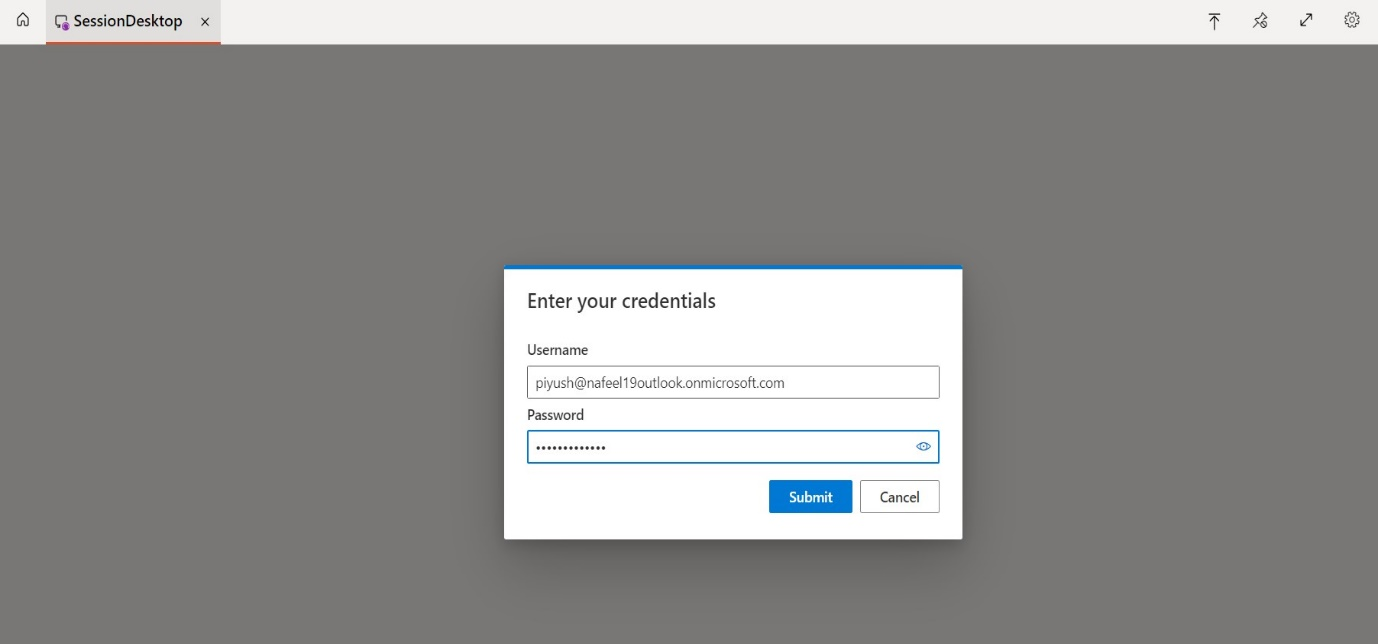 SessionDesktop
Enter your credentials
Username
piyush@nafeel19outlook.onmicrosoft.com
Password
•••••••••••••
Submit Cancel